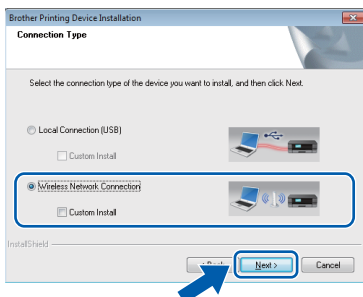 Brother Printing Device Installation
Connection Type
Select the connection type of the device you want to install, and then click Next.
Local Connection (USB)
Custom Install
Wireless Network Connection
Custom Install
InstallShield
Next >
Cancel